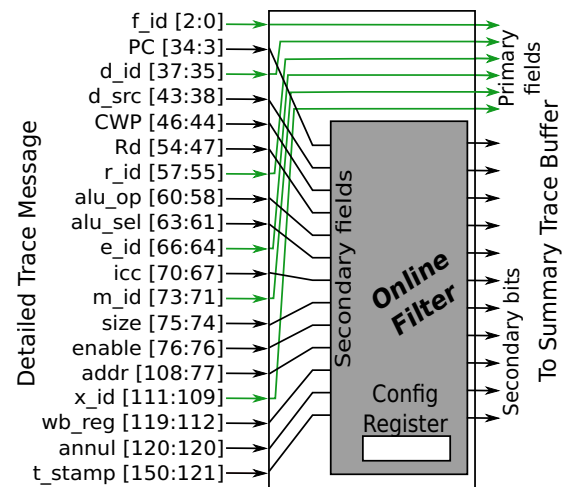 f_id [2:0]
PC [34:3]
d_id [37:35]
d_src [43:38]
CWP [46:44]
Rd [54:47]
r_id [57:55]
alu_op [60:58]
alu_sel [63:61]
e_id [66:64]
icc [70:67]
m_id [73:71]
size [75:74]
enable [76:76]
addr [108:77]
x_id [111:109]
wb_reg [119:112]
annul [120:120]
t_stamp [150:121]
Detailed Trace Message
Secondary fields
Online
Filter
Config
Register
Primary
fields
Secondary bits
To Summary Trace Buffer